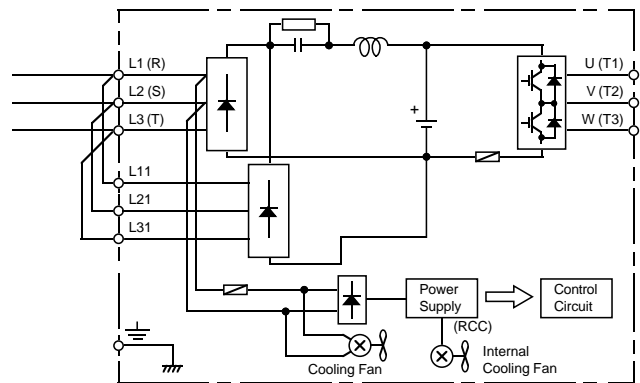 L1 (R)
L2 (S)
L3 (T)
L11
L21
L31
+
U (T1)
V (T2)
W (T3)
Power
Supply
(RCC)
Control
Circuit
Cooling Fan
Internal
Cooling Fan